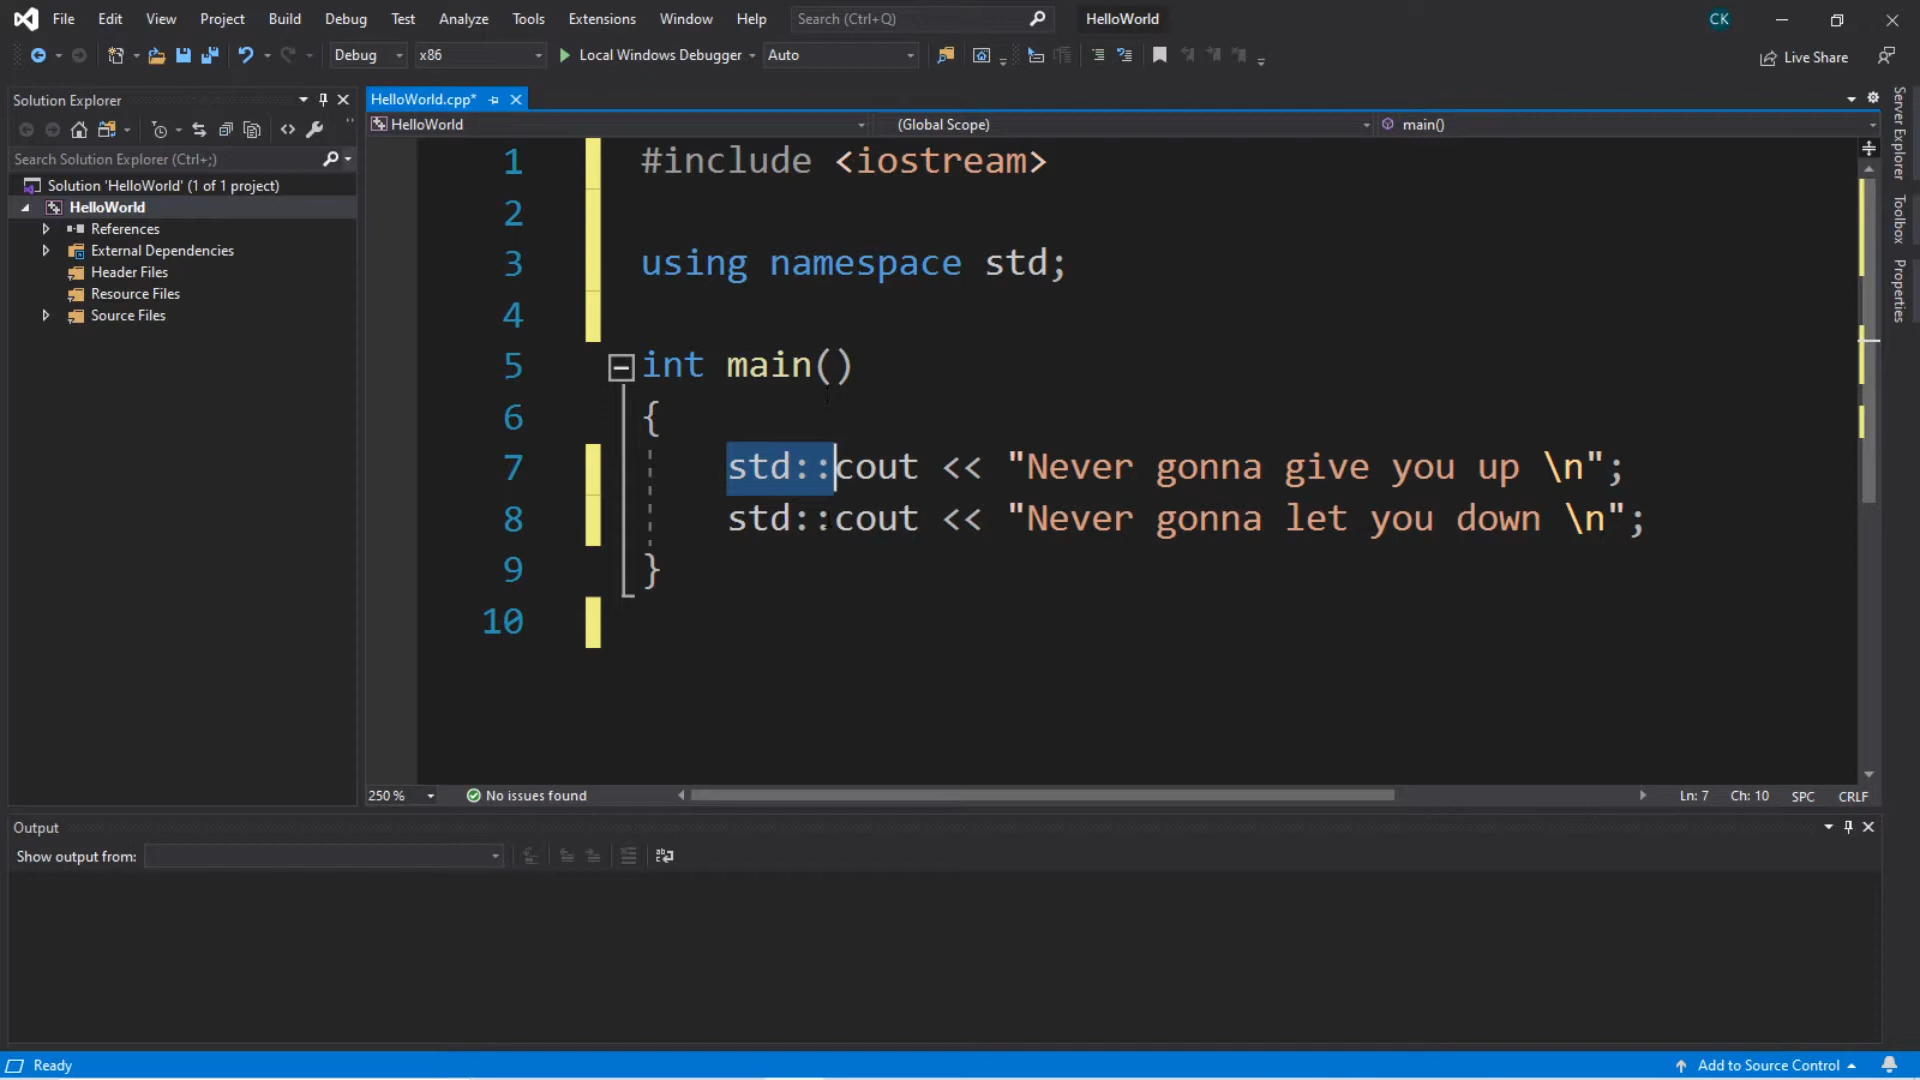 File Edit View Project Build Debug Test Analyze Tools Extensions Window Help Search (Ctrl+Q) HelloWorld CK
Debug x86 Local Windows Debugger Auto Live Share
Solution Explorer
Search Solution Explorer (Ctrl+;)
Solution 'HelloWorld' (1 of 1 project)
HelloWorld
References
External Dependencies
Header Files
Resource Files
Source Files
HelloWorld.cpp*
HelloWorld (Global Scope) main()
1 #include <iostream>
2
3 using namespace std;
4
5 int main()
6 {
7 std::cout << "Never gonna give you up \n";
8 std::cout << "Never gonna let you down \n";
9 }
10
250 % No issues found Ln: 7 Ch: 10 SPC CRLF
Server Explorer
Toolbox
Properties
Output
Show output from:
Ready Add to Source Control